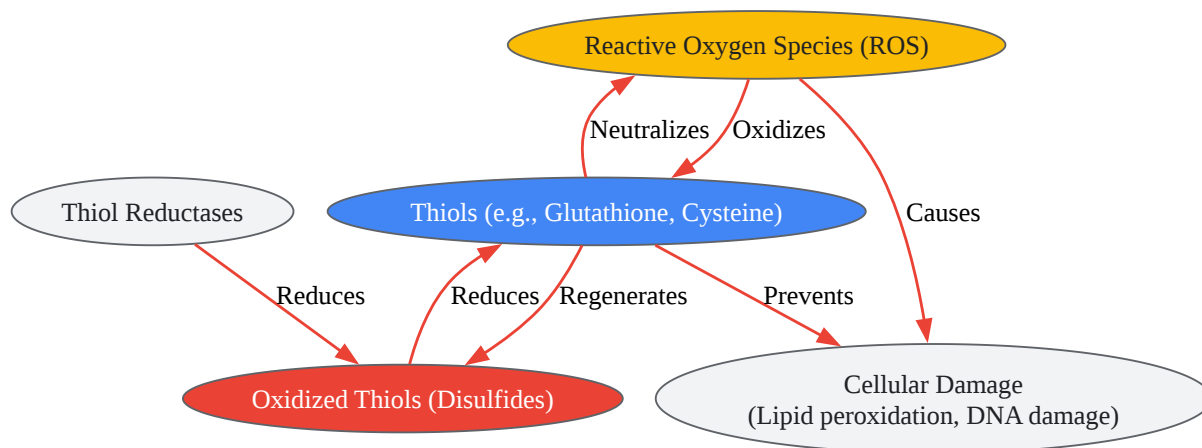 Reactive Oxygen Species (ROS)
Neutralizes
Oxidizes
Thiol Reductases
Thiols (e.g., Glutathione, Cysteine)
Causes
Reduces
Reduces
Regenerates
Prevents
Oxidized Thiols (Disulfides)
Cellular Damage
(Lipid peroxidation, DNA damage)